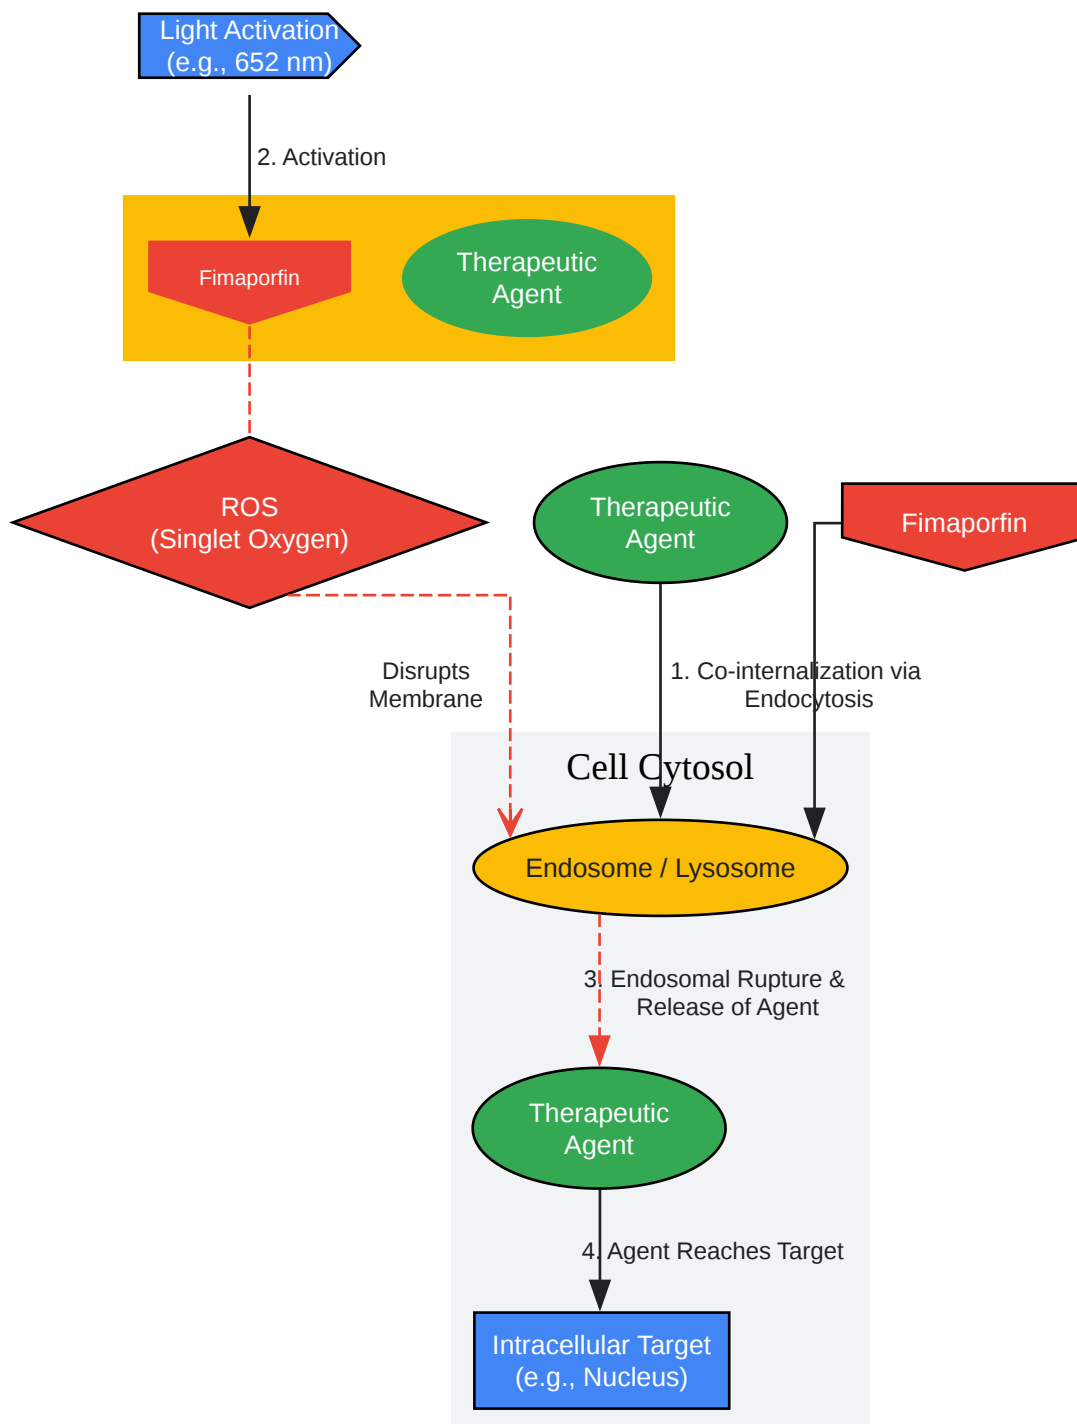 Light Activation
(e.g., 652 nm)
2. Activation
Fimaporfin
Therapeutic
Agent
ROS
(Singlet Oxygen)
Therapeutic
Agent
Fimaporfin
Disrupts
Membrane
1. Co-internalization via
Endocytosis
Cell Cytosol
Endosome / Lysosome
3. Endosomal Rupture &
Release of Agent
Therapeutic
Agent
4. Agent Reaches Target
Intracellular Target
(e.g., Nucleus)